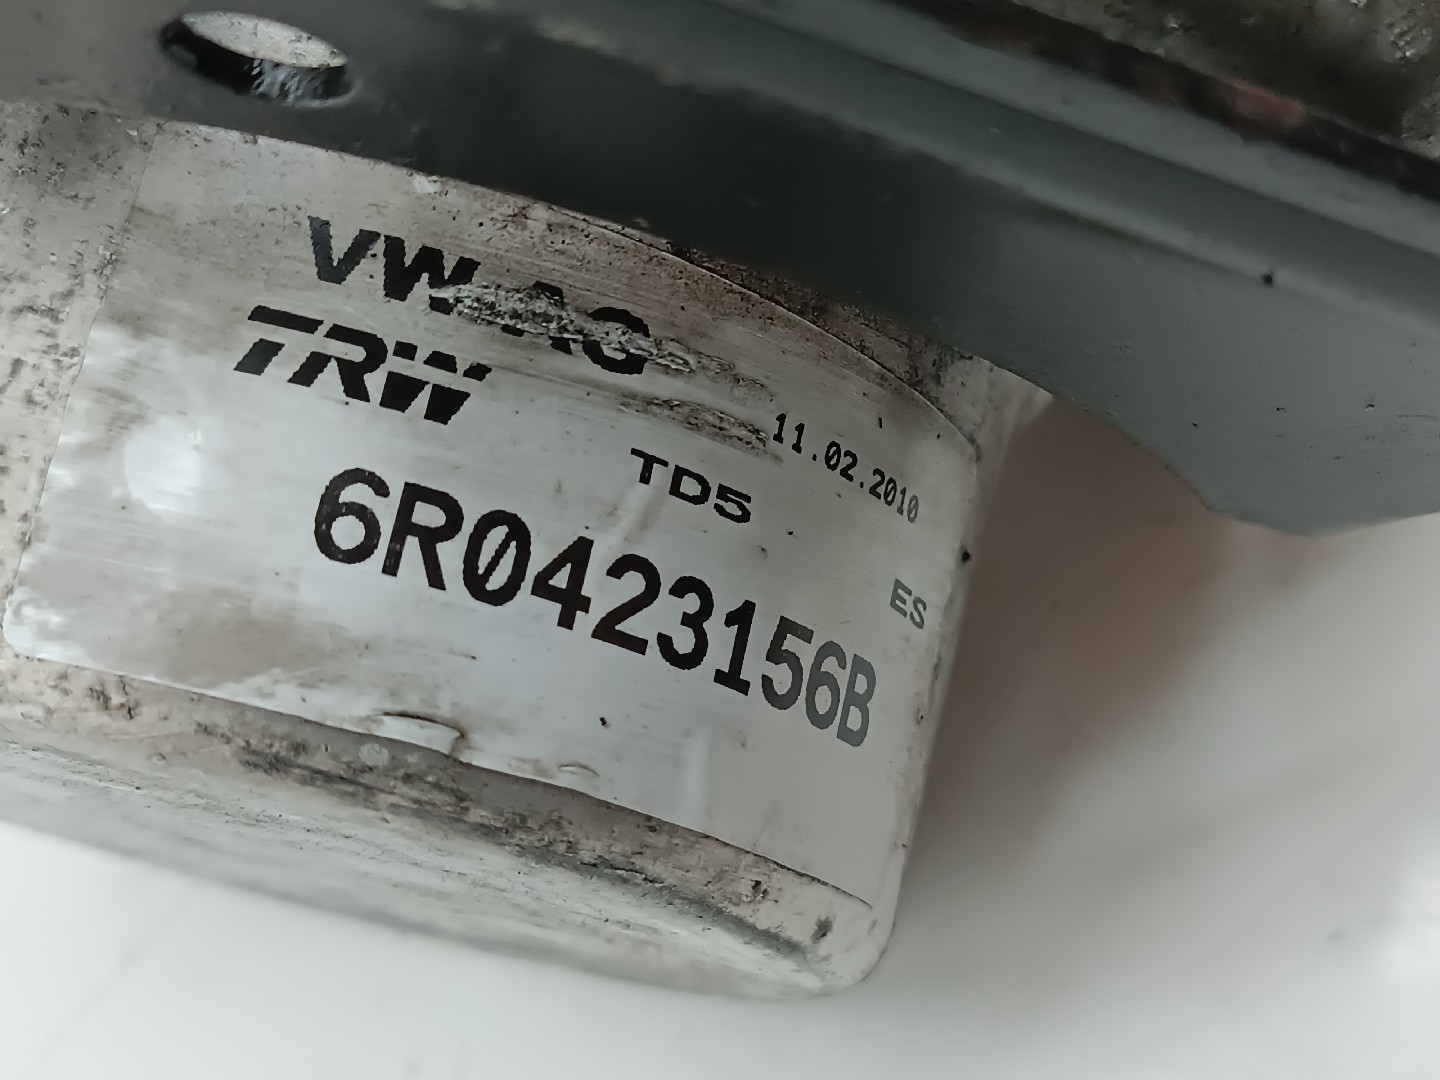 VW AG
TRW
11.02.2010
TD5
ES
6R0423156B